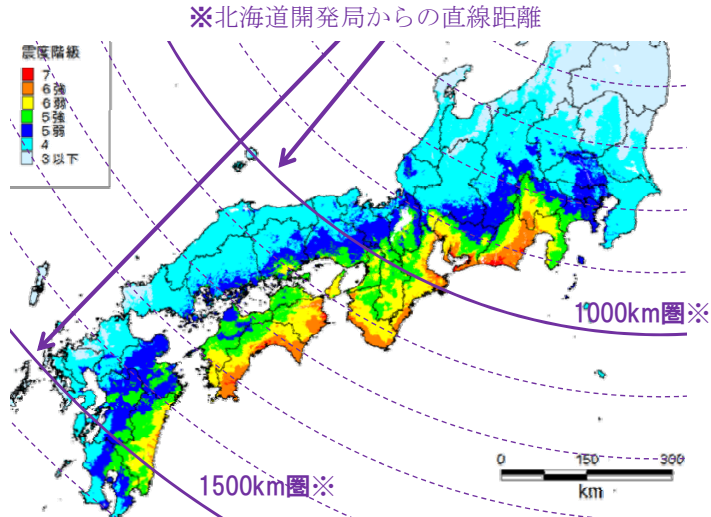 ※北海道開発局からの直線距離
震度階級
7
6強
6弱
5強
5弱
4
3以下
1000km圏※
1500km圏※
0 150 300
km